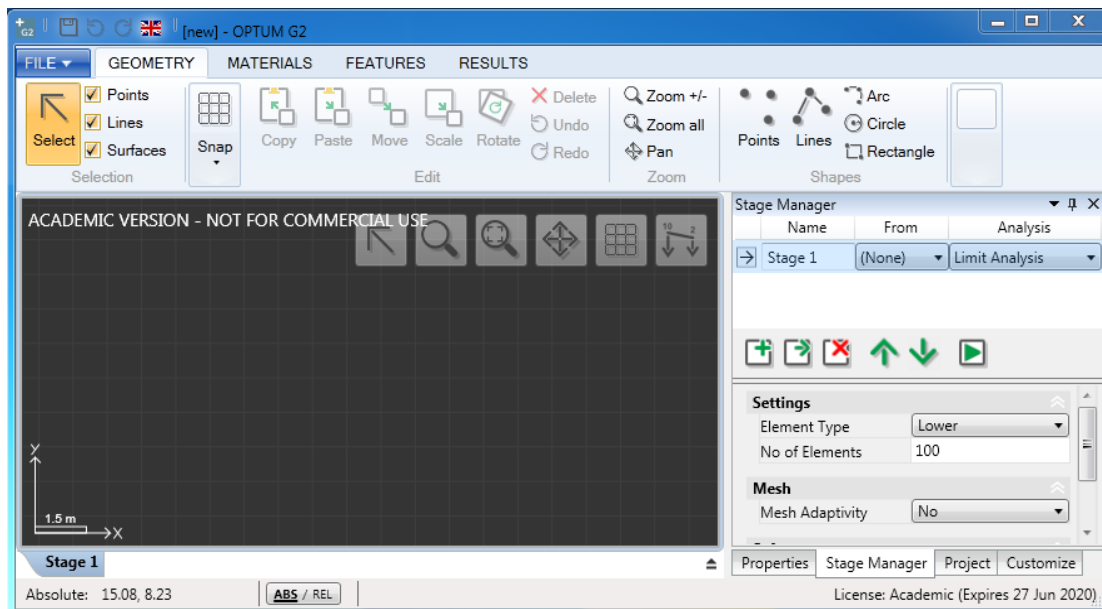 [new] - OPTUM G2
FILE GEOMETRY MATERIALS FEATURES RESULTS
Select
Points
Lines
Surfaces
Selection
Snap
Copy Paste Move Scale Rotate
Delete
Undo
Redo
Edit
Zoom +/-
Zoom all
Pan
Zoom
Points Lines
Arc
Circle
Rectangle
Shapes
ACADEMIC VERSION - NOT FOR COMMERCIAL USE
10 2
Y
1.5 m
X
Stage Manager
Name From Analysis
Stage 1 (None) Limit Analysis
Settings
Element Type Lower
No of Elements 100
Mesh
Mesh Adaptivity No
Stage 1
Properties Stage Manager Project Customize
Absolute: 15.08, 8.23 ABS / REL License: Academic (Expires 27 Jun 2020)